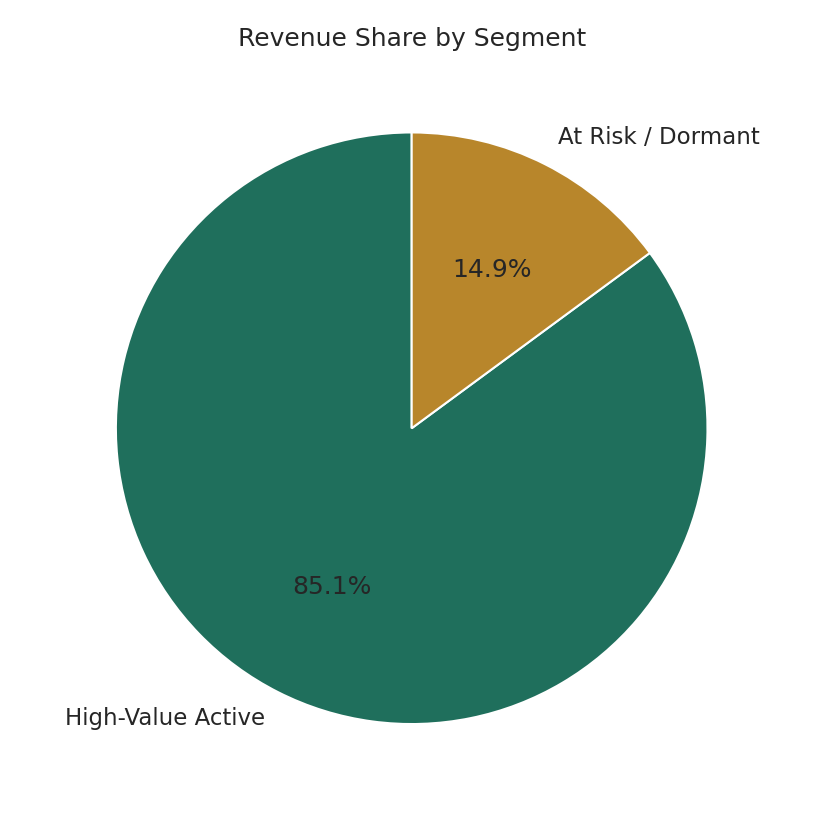 Revenue Share by Segment
At Risk / Dormant
14.9%
85.1%
High-Value Active